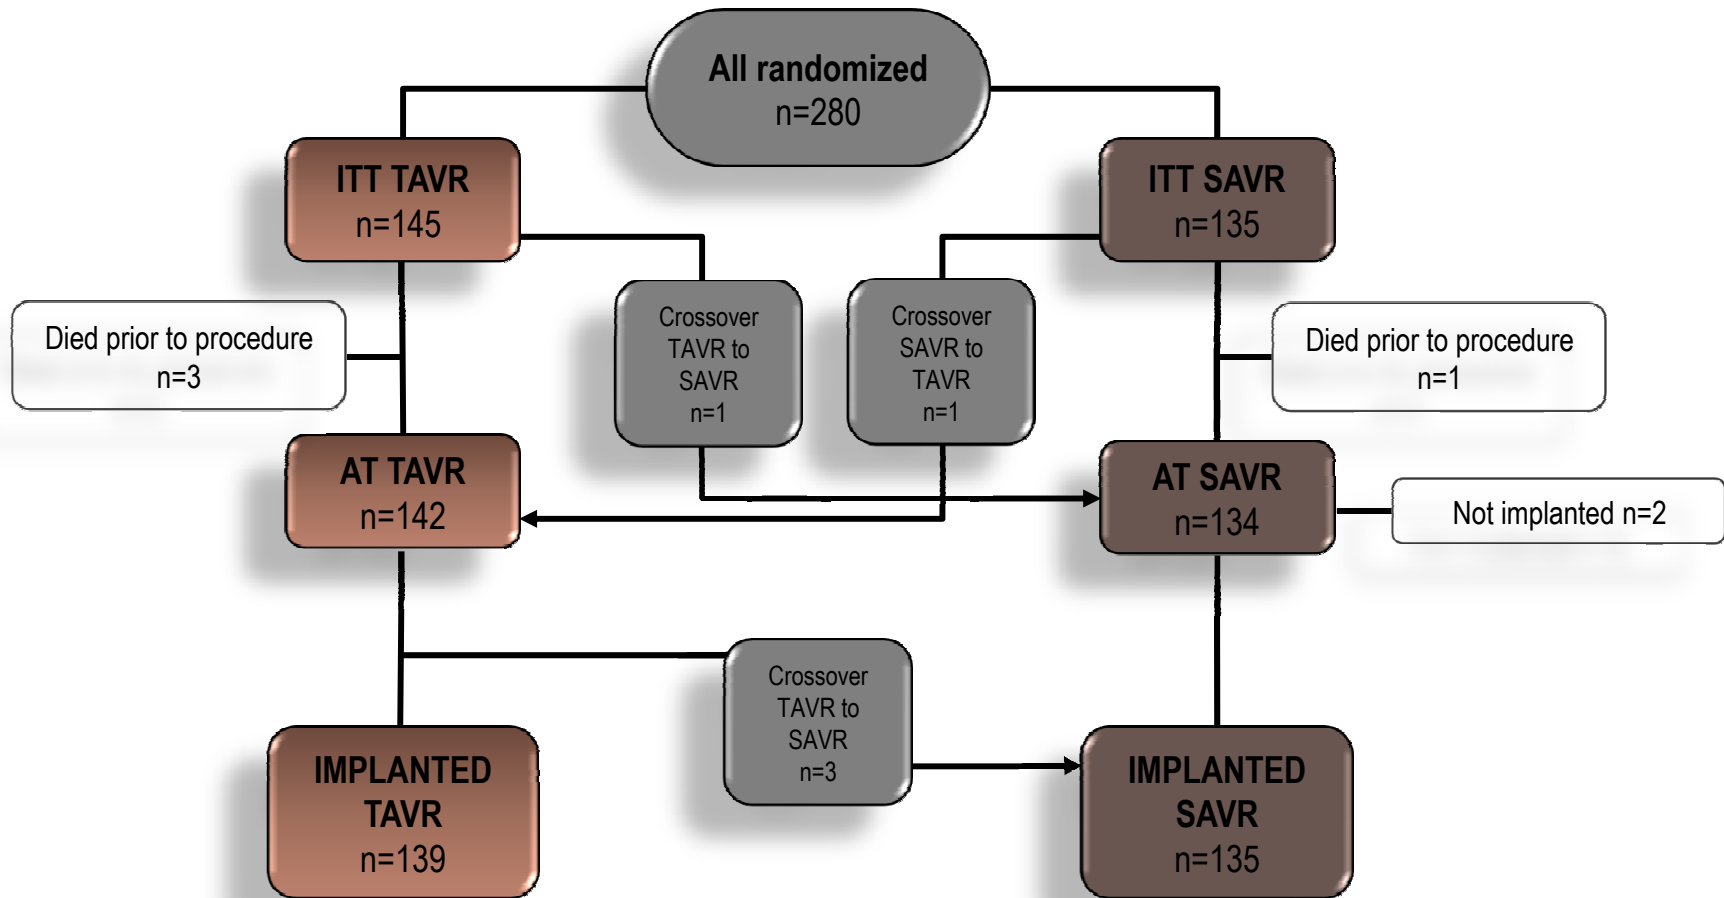 All randomized
n=280
ITT TAVR
n=145
ITT SAVR
n=135
Crossover
TAVR to
SAVR
n=1
Crossover
SAVR to
TAVR
n=1
Died prior to procedure
n=3
Died prior to procedure
n=1
AT TAVR
n=142
AT SAVR
n=134
Not implanted n=2
Crossover
TAVR to
SAVR
n=3
IMPLANTED
TAVR
n=139
IMPLANTED
SAVR
n=135